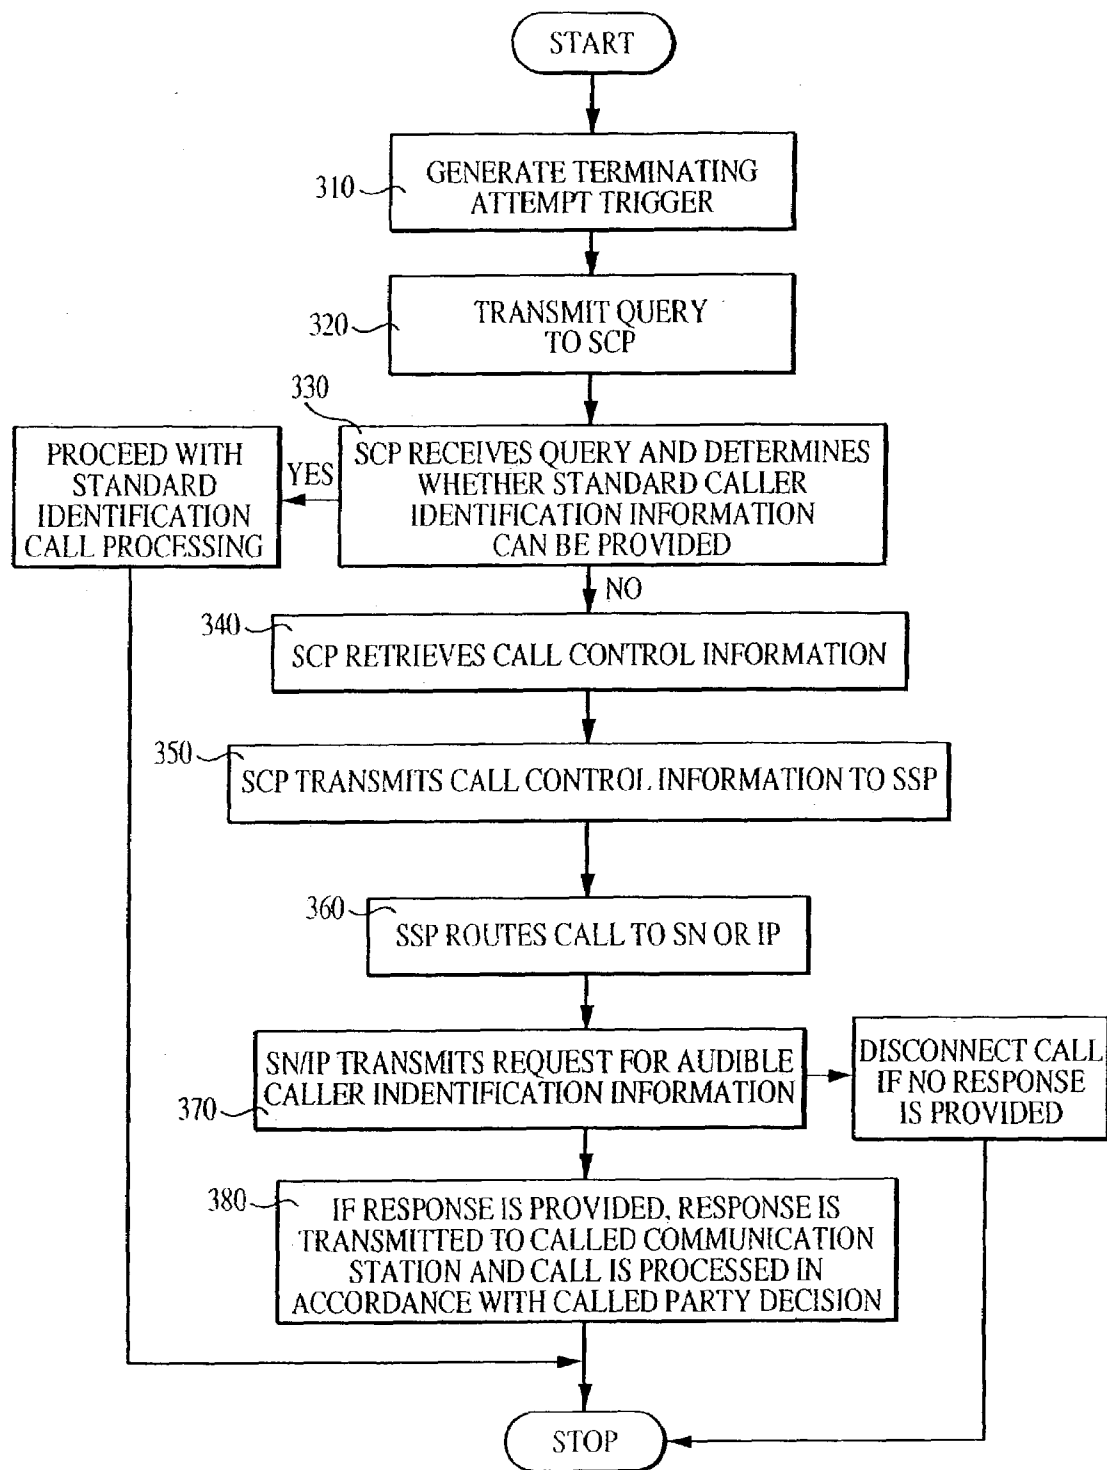 START
310
GENERATE TERMINATING
ATTEMPT TRIGGER
320
TRANSMIT QUERY
TO SCP
330
SCP RECEIVES QUERY AND DETERMINES
WHETHER STANDARD CALLER
IDENTIFICATION INFORMATION
CAN BE PROVIDED
YES
PROCEED WITH
STANDARD
IDENTIFICATION
CALL PROCESSING
NO
340
SCP RETRIEVES CALL CONTROL INFORMATION
350
SCP TRANSMITS CALL CONTROL INFORMATION TO SSP
360
SSP ROUTES CALL TO SN OR IP
370
SN/IP TRANSMITS REQUEST FOR AUDIBLE
CALLER INDENTIFICATION INFORMATION
DISCONNECT CALL
IF NO RESPONSE
IS PROVIDED
380
IF RESPONSE IS PROVIDED, RESPONSE IS
TRANSMITTED TO CALLED COMMUNICATION
STATION AND CALL IS PROCESSED IN
ACCORDANCE WITH CALLED PARTY DECISION
STOP